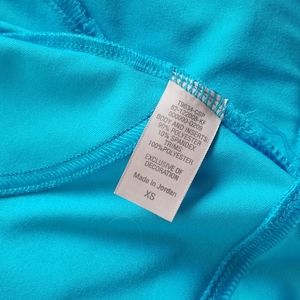 BODY AND INSERTS:
90% POLYESTER
10% SPANDEX
TRIMS:
100%POLYESTER
EXCLUSIVE OF
DECORATION
Made in Jordan
XS